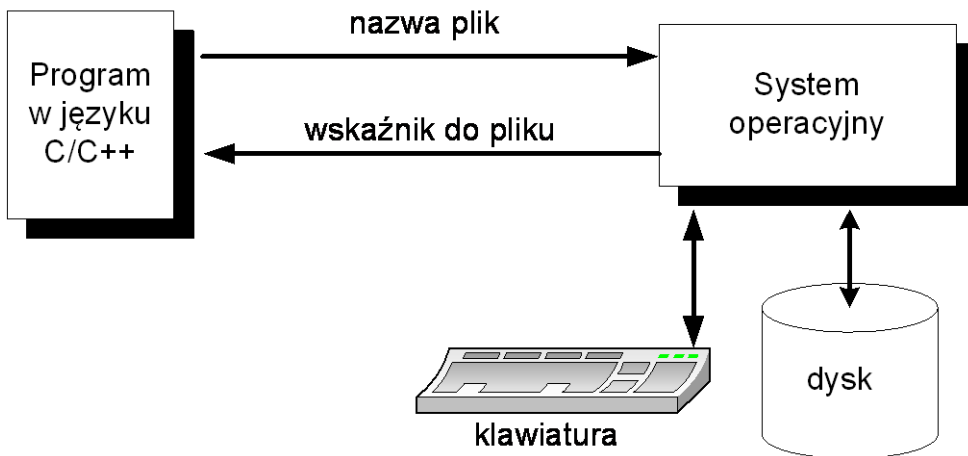 nazwa plik
Program
w języku
C/C++
System
operacyjny
wskaźnik do pliku
klawiatura
dysk